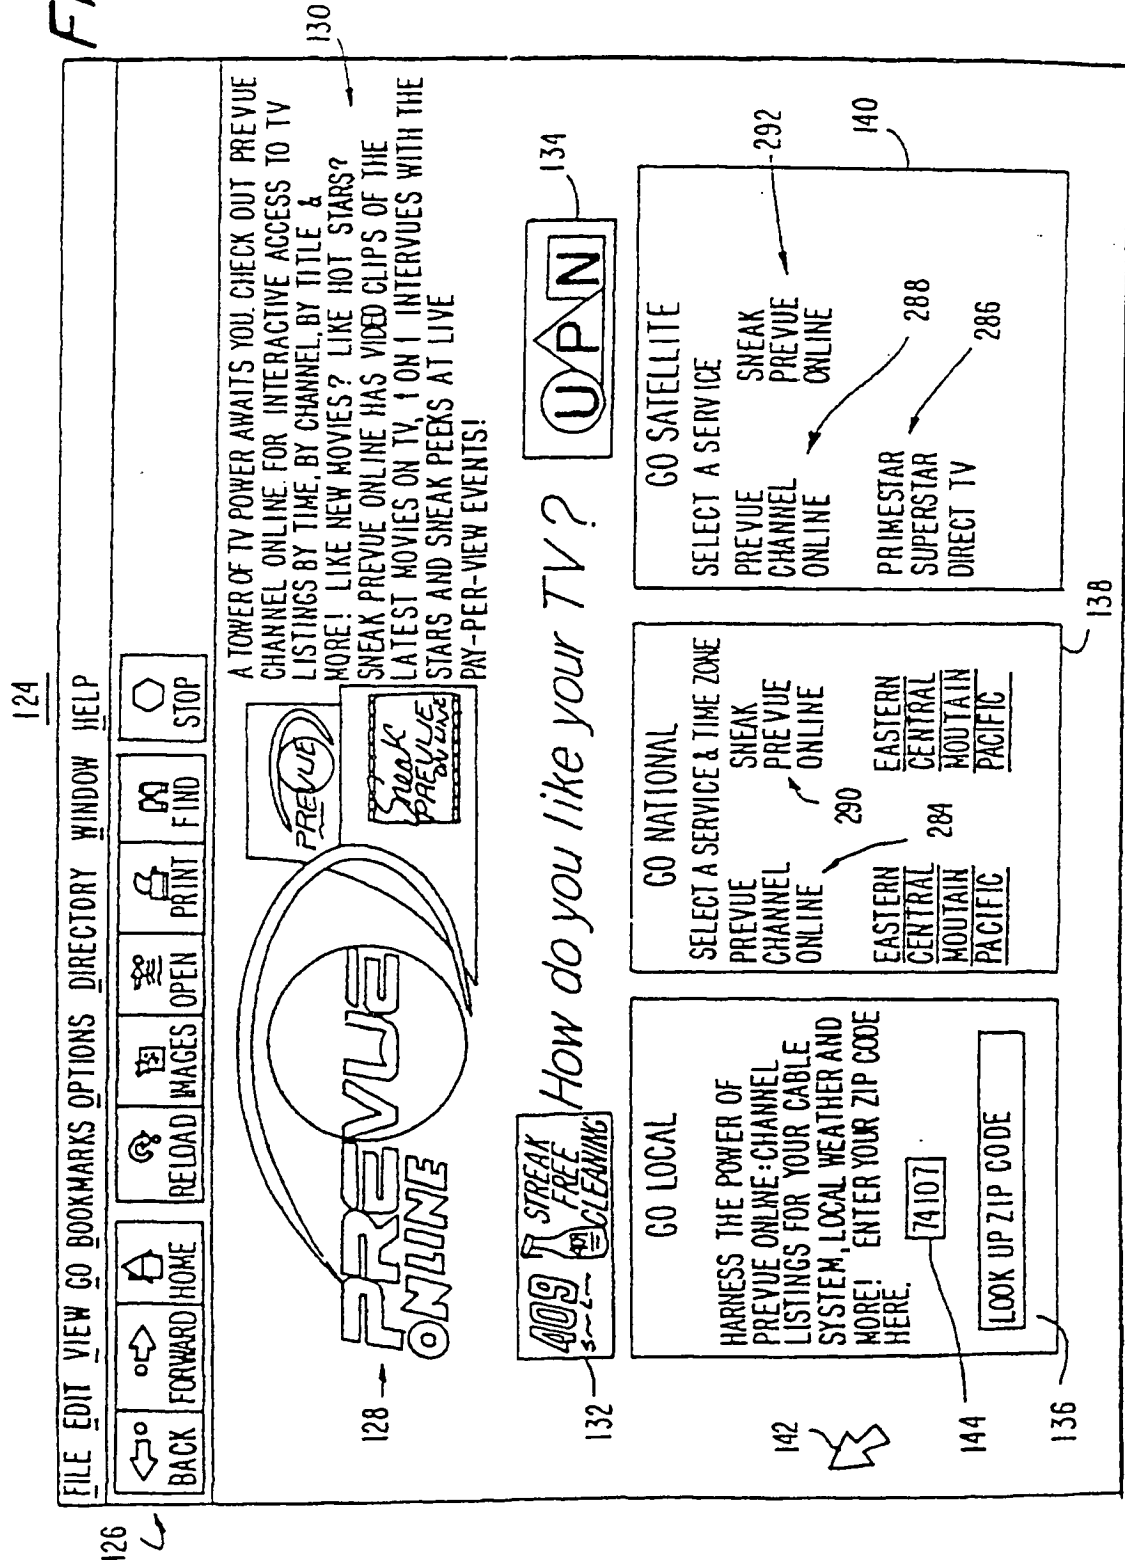 124
126
FILE EDIT VIEW GO BOOKMARKS OPTIONS DIRECTORY WINDOW HELP
BACK FORWARD HOME RELOAD IMAGES OPEN PRINT FIND STOP
128
PREVUE
ONLINE
PREVUE
Sneak
PREVUE
ONLINE
130
A TOWER OF TV POWER AWAITS YOU. CHECK OUT PREVUE
CHANNEL ONLINE. FOR INTERACTIVE ACCESS TO TV
LISTINGS BY TIME, BY CHANNEL, BY TITLE &
MORE! LIKE NEW MOVIES? LIKE HOT STARS?
SNEAK PREVUE ONLINE HAS VIDEO CLIPS OF THE
LATEST MOVIES ON TV, 1 ON 1 INTERVUES WITH THE
STARS AND SNEAK PEEKS AT LIVE
PAY-PER-VIEW EVENTS!
132
409
STREAK
FREE
CLEANING
409
How do you like your TV?
UPN
134
GO LOCAL
HARNESS THE POWER OF
PREVUE ONLINE: CHANNEL
LISTINGS FOR YOUR CABLE
SYSTEM, LOCAL WEATHER AND
MORE! ENTER YOUR ZIP CODE
HERE.
74107
LOOK UP ZIP CODE
142
144
136
GO NATIONAL
SELECT A SERVICE & TIME ZONE
PREVUE
CHANNEL
ONLINE
SNEAK
PREVUE
ONLINE
290
284
EASTERN
CENTRAL
MOUTAIN
PACIFIC
EASTERN
CENTRAL
MOUTAIN
PACIFIC
138
GO SATELLITE
SELECT A SERVICE
PREVUE
CHANNEL
ONLINE
SNEAK
PREVUE
ONLINE
292
288
PRIMESTAR
SUPERSTAR
DIRECT TV
286
140